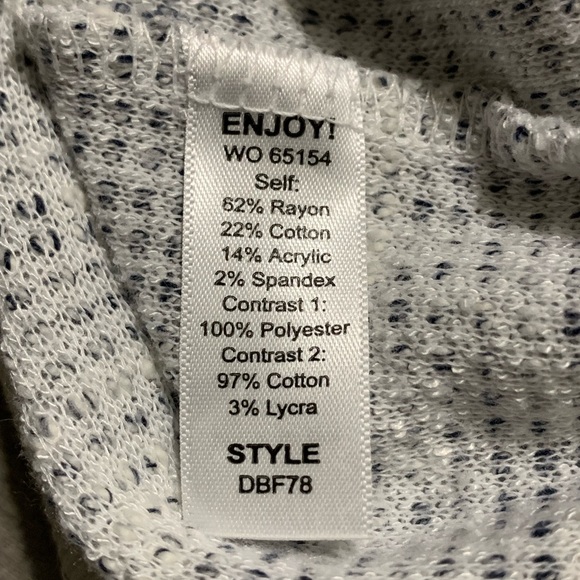 ENJOY!
WO 65154
Self:
62% Rayon
22% Cotton
14% Acrylic
2% Spandex
Contrast 1:
100% Polyester
Contrast 2:
97% Cotton
3% Lycra
STYLE
DBF78